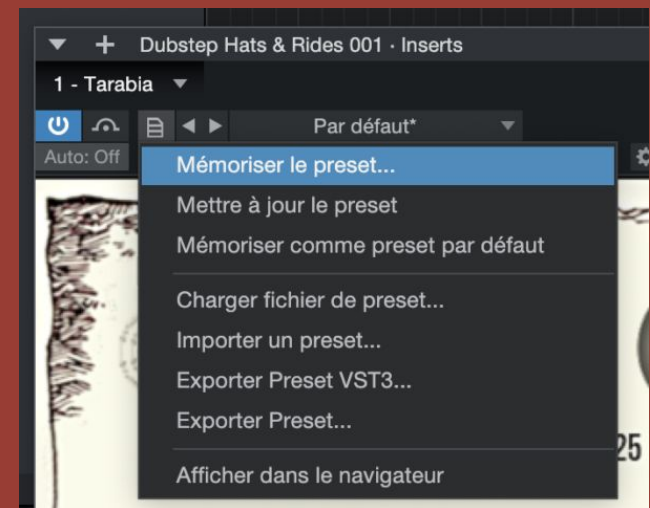 Dubstep Hats & Rides 001 · Inserts
1 - Tarabia
Par défaut*
Auto: Off
Mémoriser le preset...
Mettre à jour le preset
Mémoriser comme preset par défaut
Charger fichier de preset...
Importer un preset...
Exporter Preset VST3...
Exporter Preset...
25
Afficher dans le navigateur